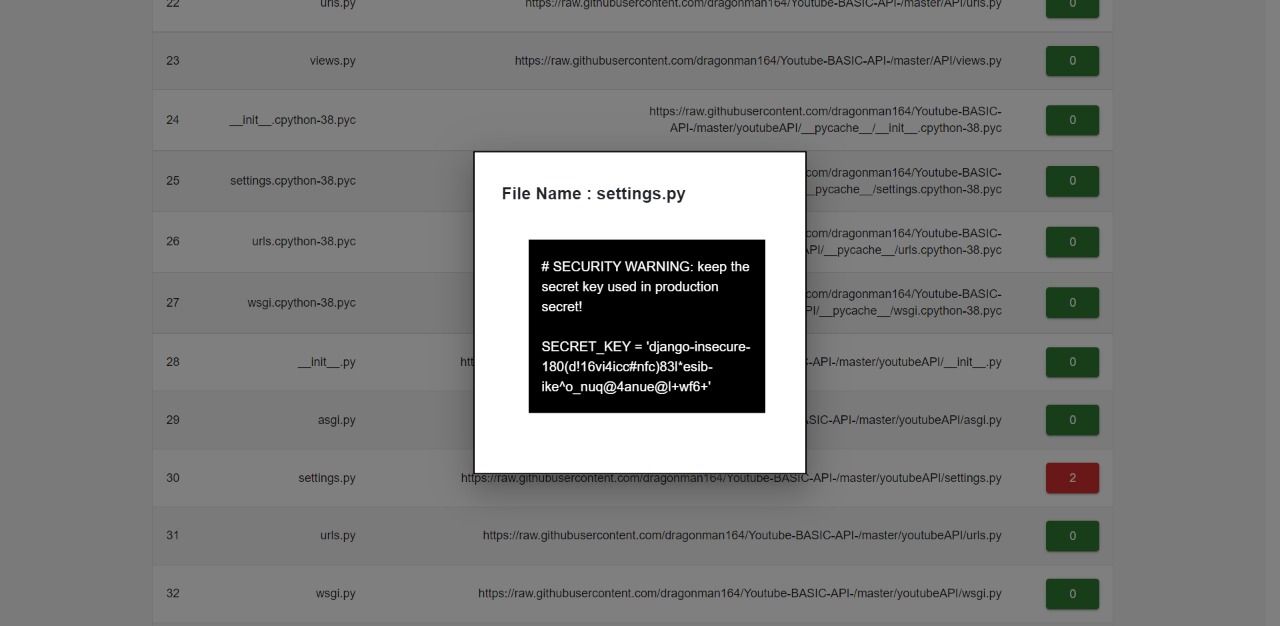 22 urls.py https://raw.githubusercontent.com/dragonman164/Youtube-BASIC-API-/master/API/urls.py 0
23 views.py https://raw.githubusercontent.com/dragonman164/Youtube-BASIC-API-/master/API/views.py 0
https://raw.githubusercontent.com/dragonman164/Youtube-BASIC-
24 __init__.cpython-38.pyc 0
API-/master/youtubeAPI/__pycache__/__init__.cpython-38.pyc
File Name : settings.py
# SECURITY WARNING: keep the
secret key used in production
secret!
SECRET_KEY = 'django-insecure-
180(d!16vi4icc#nfc)83l*esib-
ike^o_nuq@4anue@l+wf6+'
com/dragonman164/Youtube-BASIC-
25 settings.cpython-38.pyc 0
_pycache__/settings.cpython-38.pyc
com/dragonman164/Youtube-BASIC-
26 urls.cpython-38.pyc 0
PI/__pycache__/urls.cpython-38.pyc
com/dragonman164/Youtube-BASIC-
27 wsgi.cpython-38.pyc 0
PI/__pycache__/wsgi.cpython-38.pyc
28 __init__.py htt -API-/master/youtubeAPI/__init__.py 0
29 asgi.py ASIC-API-/master/youtubeAPI/asgi.py 0
30 settings.py https://raw.githubusercontent.com/dragonman164/Youtube-BASIC-API-/master/youtubeAPI/settings.py 2
31 urls.py https://raw.githubusercontent.com/dragonman164/Youtube-BASIC-API-/master/youtubeAPI/urls.py 0
32 wsgi.py https://raw.githubusercontent.com/dragonman164/Youtube-BASIC-API-/master/youtubeAPI/wsgi.py 0